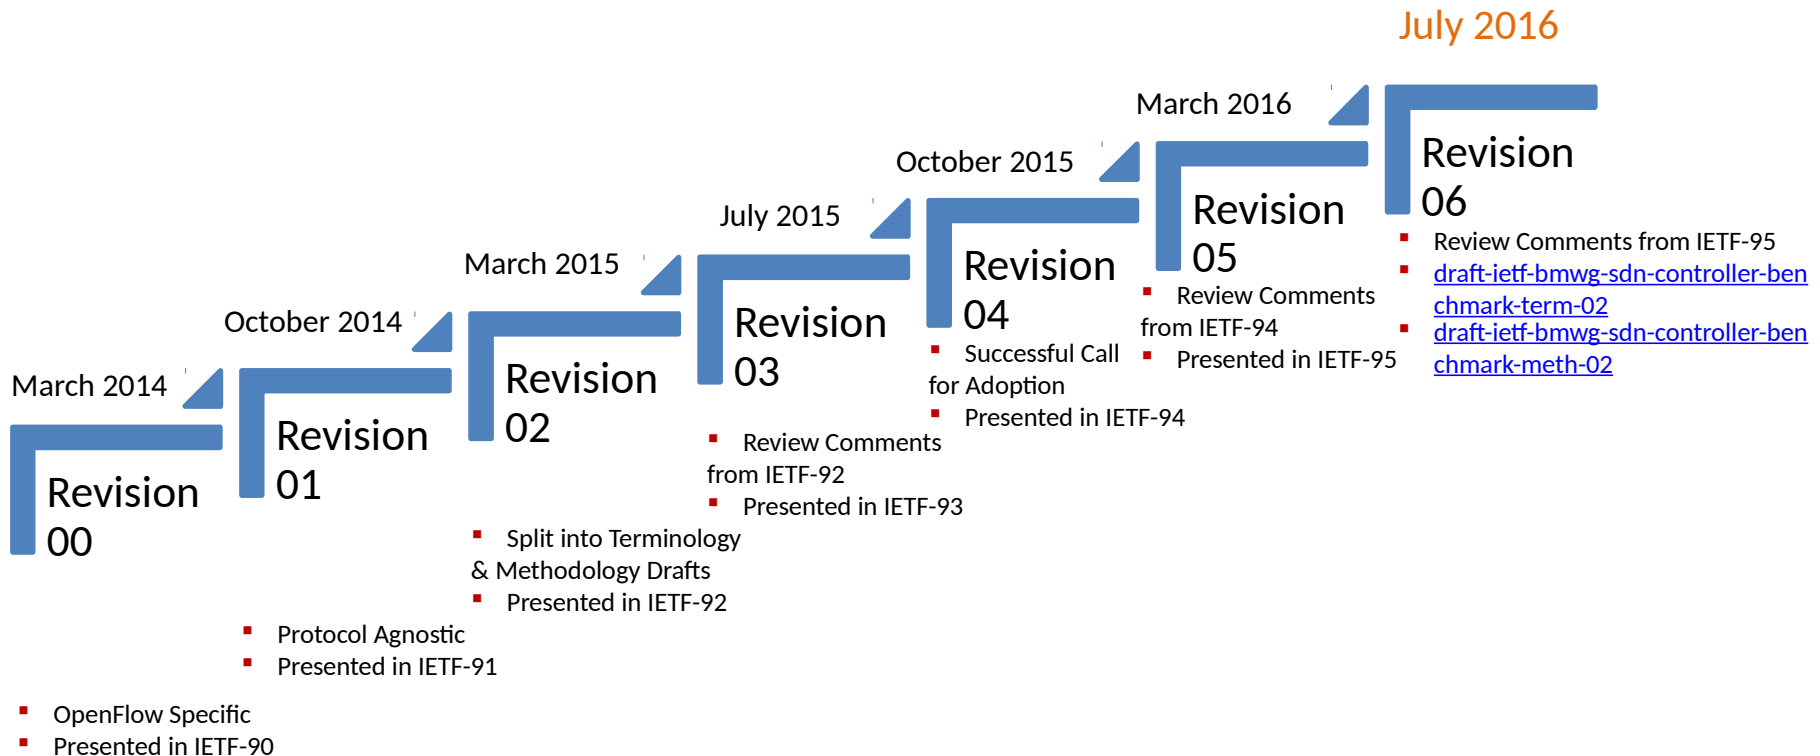 March 2014
Revision
00
▪ OpenFlow Specific
▪ Presented in IETF-90
October 2014
Revision
01
▪ Protocol Agnostic
▪ Presented in IETF-91
March 2015
Revision
02
▪ Split into Terminology
& Methodology Drafts
▪ Presented in IETF-92
July 2015
Revision
03
▪ Review Comments
from IETF-92
▪ Presented in IETF-93
October 2015
Revision
04
▪ Successful Call
for Adoption
▪ Presented in IETF-94
March 2016
Revision
05
▪ Review Comments
from IETF-94
▪ Presented in IETF-95
July 2016
Revision
06
▪ Review Comments from IETF-95
▪ draft-ietf-bmwg-sdn-controller-ben
chmark-term-02
▪ draft-ietf-bmwg-sdn-controller-ben
chmark-meth-02